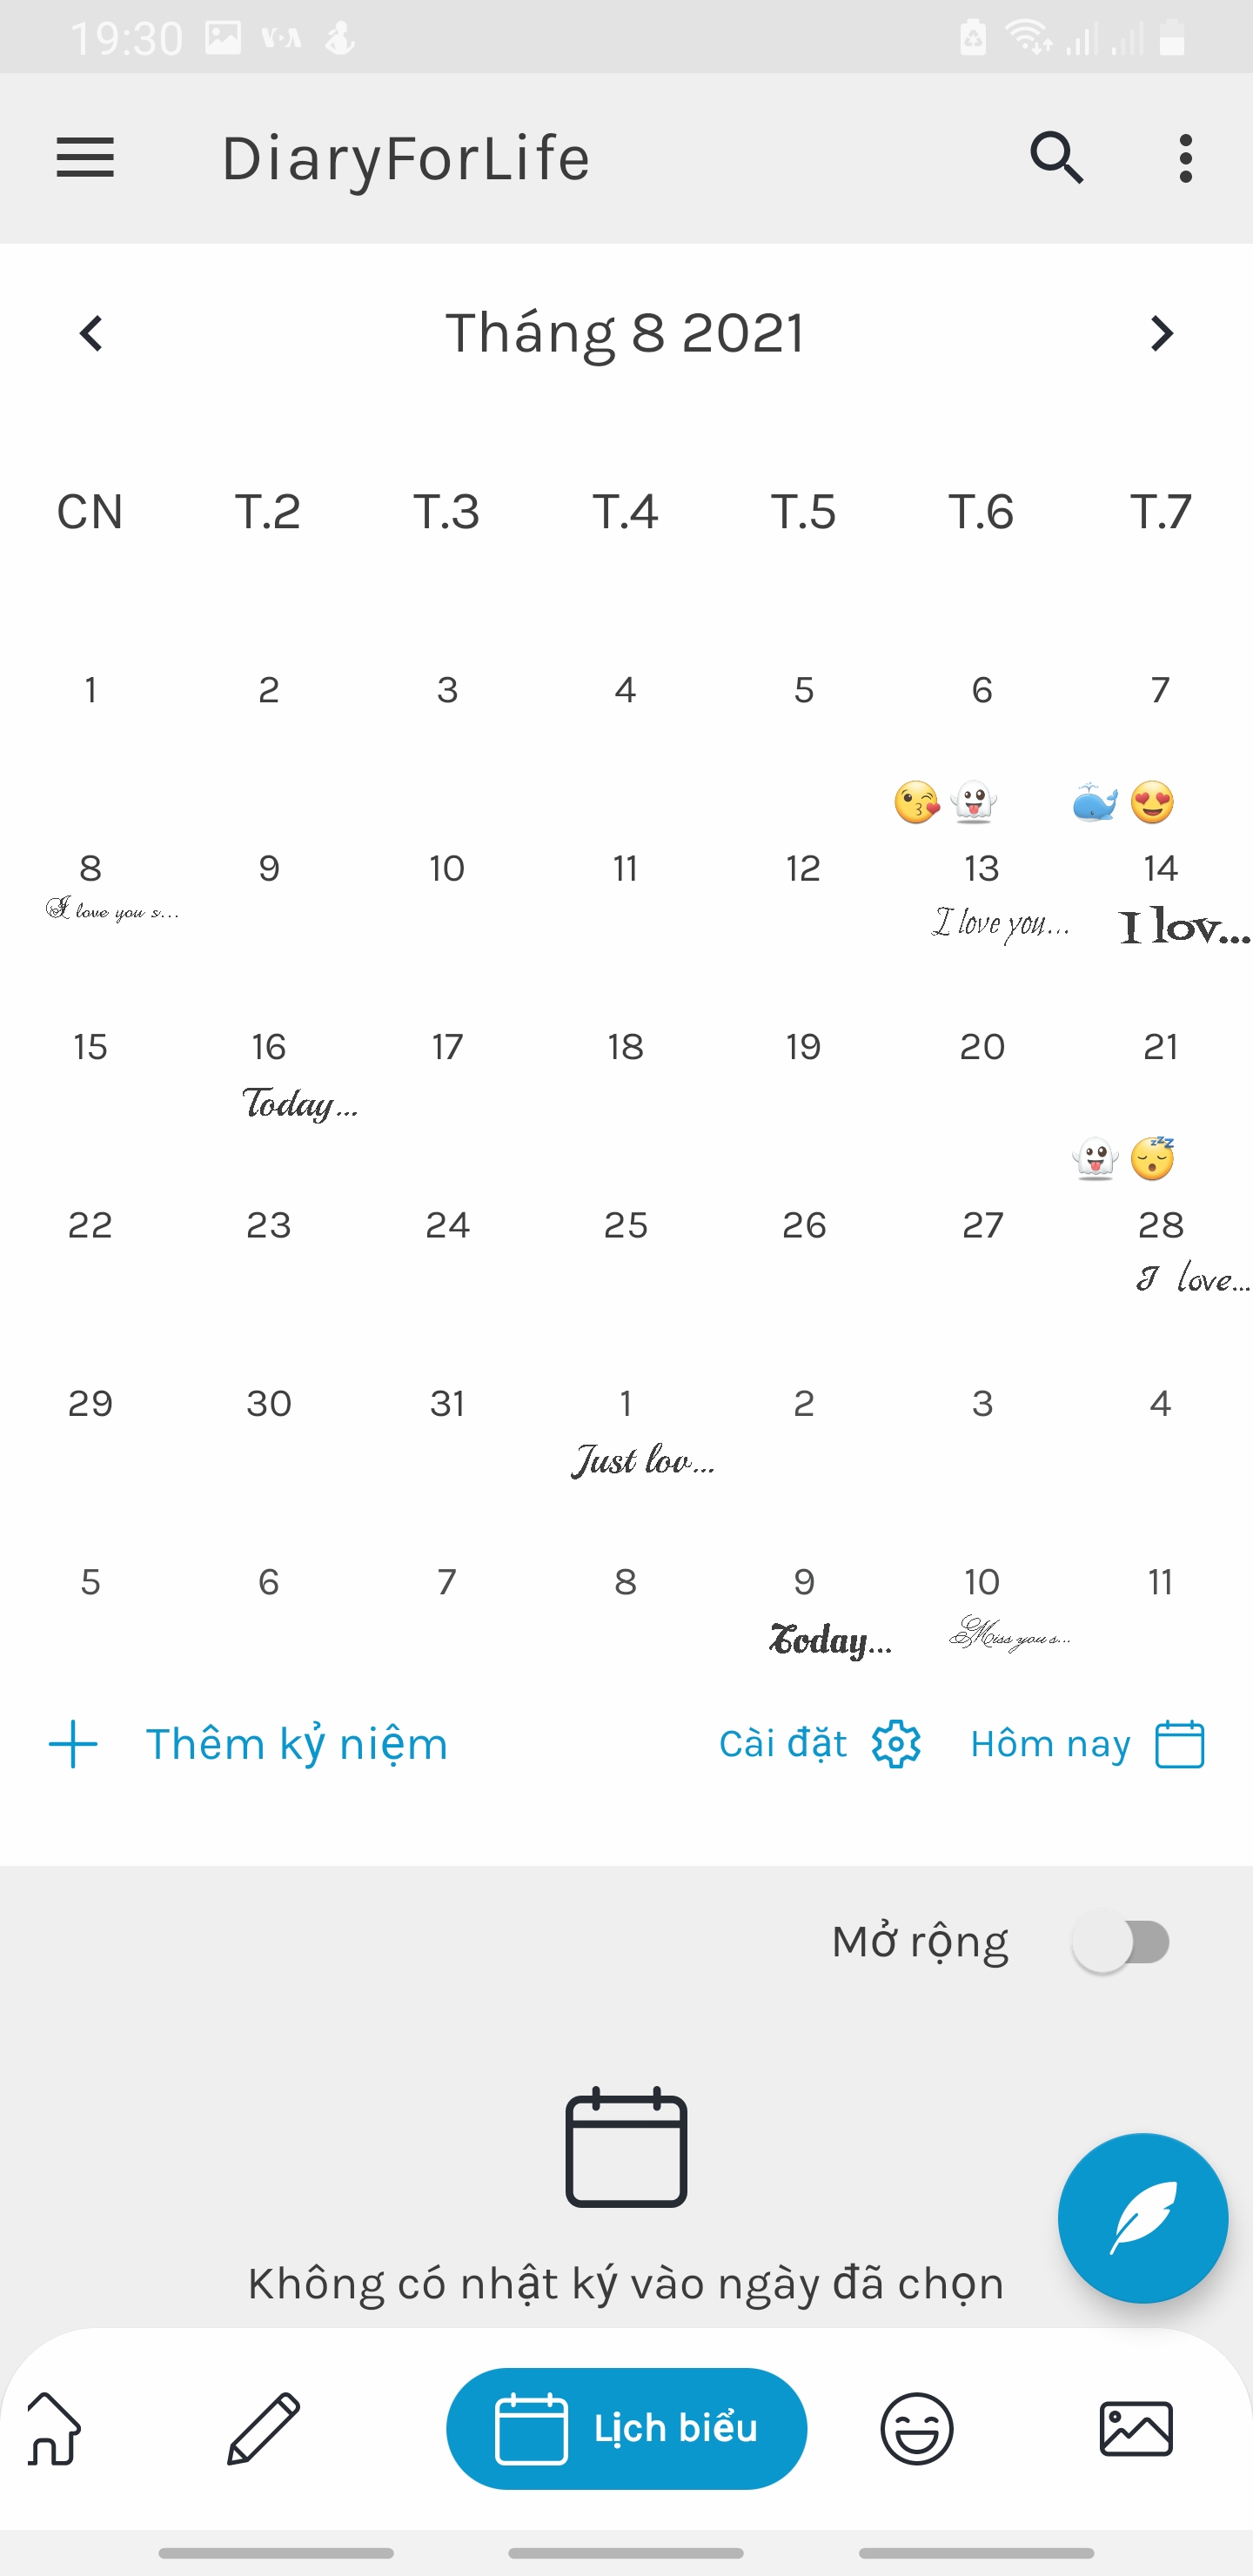 19:30 VOA
DiaryForLife
Tháng 8 2021
CN T.2 T.3 T.4 T.5 T.6 T.7
1 2 3 4 5 6 7
8 9 10 11 12 13 14
I love you s... I love you... I lov...
15 16 17 18 19 20 21
Today...
22 23 24 25 26 27 28
I love...
29 30 31 1 2 3 4
Just lov...
5 6 7 8 9 10 11
Today... Miss you s...
Thêm kỷ niệm Cài đặt Hôm nay
Mở rộng
Không có nhật ký vào ngày đã chọn
Lịch biểu